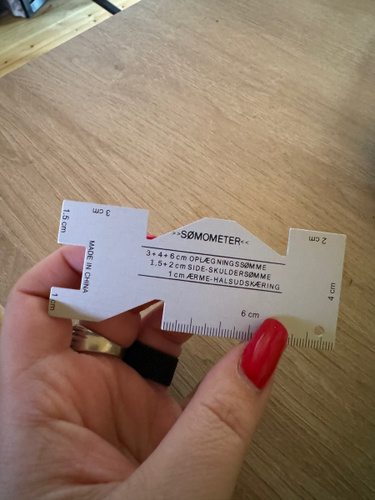 1.5 cm
3 cm
>>SØMOMETER<<
2 cm
3+4+6 cm OPLÆGNINGSSØMME
1,5+2 cm SIDE-SKULDERSØMME
1 cm ÆRME-HALSUDSKÆRING
MADE IN CHINA
4 cm
1 cm
6 cm